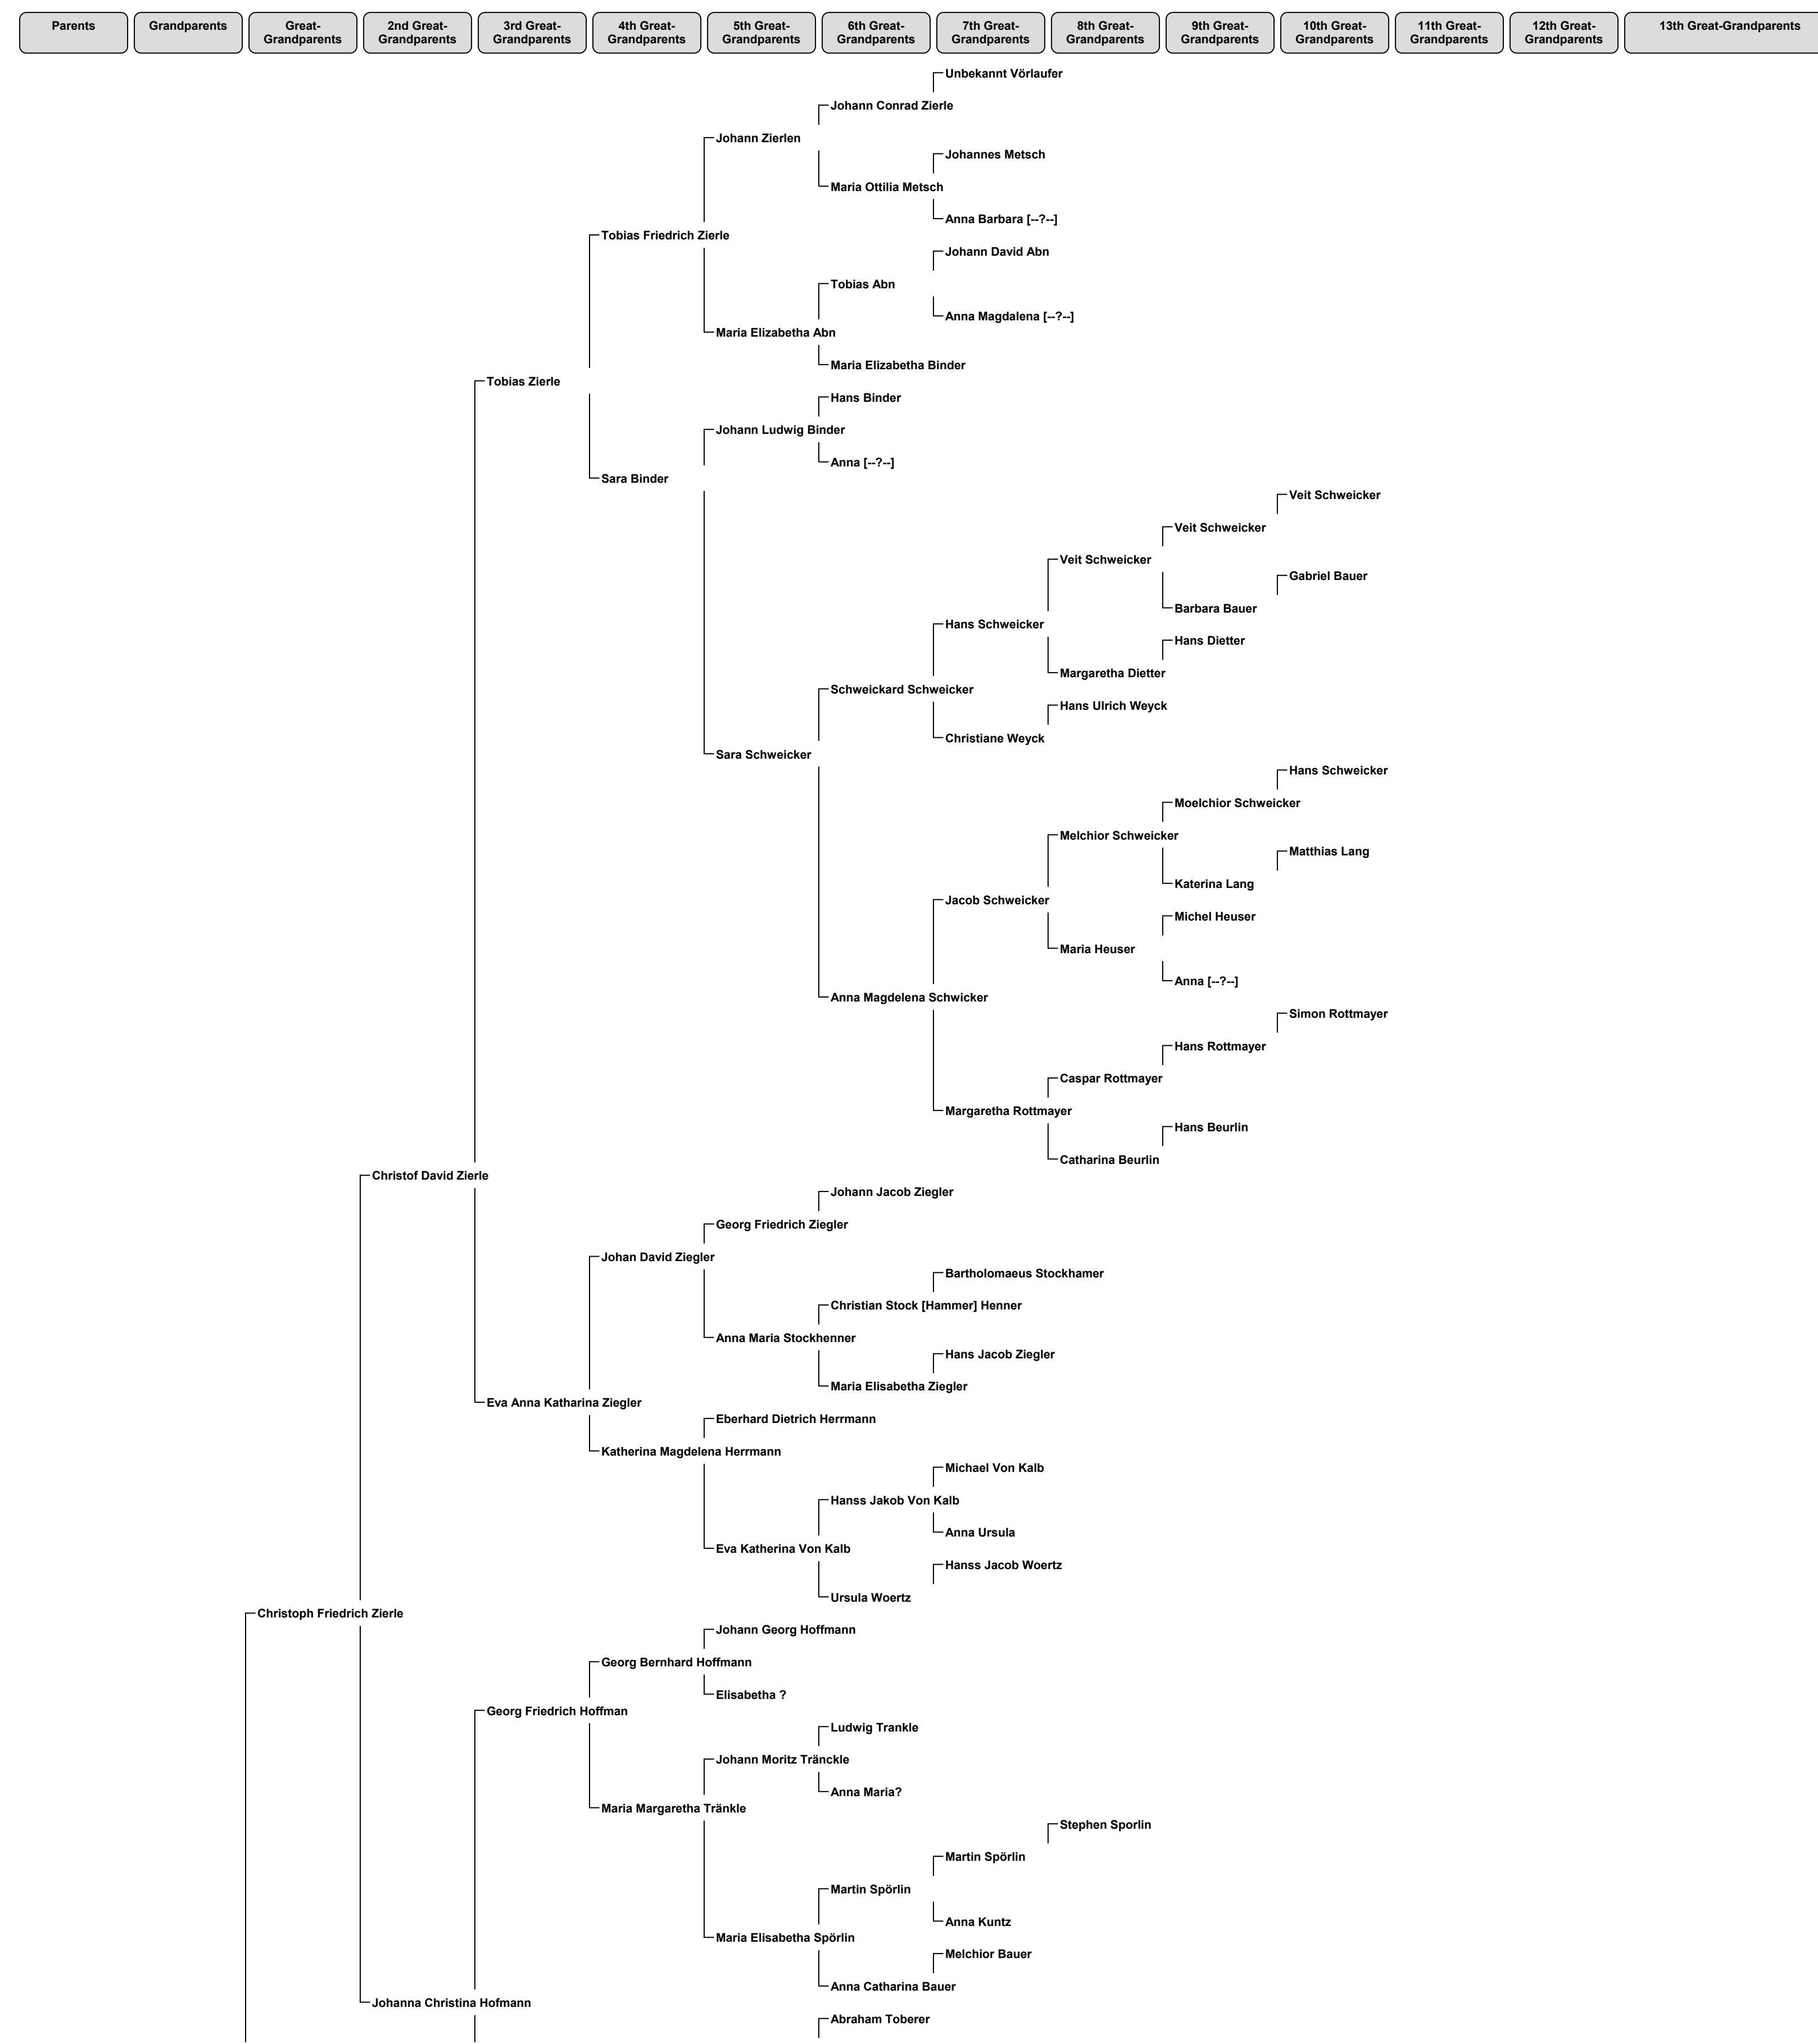 Parents
Grandparents
Great-
Grandparents
2nd Great-
Grandparents
3rd Great-
Grandparents
4th Great-
Grandparents
5th Great-
Grandparents
6th Great-
Grandparents
7th Great-
Grandparents
8th Great-
Grandparents
9th Great-
Grandparents
10th Great-
Grandparents
11th Great-
Grandparents
12th Great-
Grandparents
13th Great-Grandparents
Unbekannt Vörlaufer
Johann Conrad Zierle
Johann Zierlen
Johannes Metsch
Maria Ottilia Metsch
Anna Barbara [--?--]
Tobias Friedrich Zierle
Johann David Abn
Tobias Abn
Anna Magdalena [--?--]
Maria Elizabetha Abn
Maria Elizabetha Binder
Tobias Zierle
Hans Binder
Johann Ludwig Binder
Anna [--?--]
Sara Binder
Veit Schweicker
Veit Schweicker
Veit Schweicker
Gabriel Bauer
Barbara Bauer
Hans Schweicker
Hans Dietter
Margaretha Dietter
Schweickard Schweicker
Hans Ulrich Weyck
Christiane Weyck
Sara Schweicker
Hans Schweicker
Moelchior Schweicker
Melchior Schweicker
Matthias Lang
Katerina Lang
Jacob Schweicker
Michel Heuser
Maria Heuser
Anna [--?--]
Anna Magdelena Schwicker
Simon Rottmayer
Hans Rottmayer
Caspar Rottmayer
Margaretha Rottmayer
Hans Beurlin
Catharina Beurlin
Christof David Zierle
Johann Jacob Ziegler
Georg Friedrich Ziegler
Johan David Ziegler
Bartholomaeus Stockhamer
Christian Stock [Hammer] Henner
Anna Maria Stockhenner
Hans Jacob Ziegler
Maria Elisabetha Ziegler
Eva Anna Katharina Ziegler
Eberhard Dietrich Herrmann
Katherina Magdelena Herrmann
Michael Von Kalb
Hanss Jakob Von Kalb
Anna Ursula
Eva Katherina Von Kalb
Hanss Jacob Woertz
Ursula Woertz
Christoph Friedrich Zierle
Johann Georg Hoffmann
Georg Bernhard Hoffmann
Elisabetha ?
Georg Friedrich Hoffman
Ludwig Trankle
Johann Moritz Tränckle
Anna Maria?
Maria Margaretha Tränkle
Stephen Sporlin
Martin Spörlin
Martin Spörlin
Anna Kuntz
Maria Elisabetha Spörlin
Melchior Bauer
Anna Catharina Bauer
Johanna Christina Hofmann
Abraham Toberer